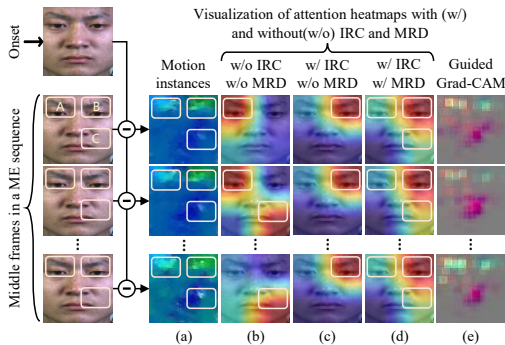 Visualization of attention heatmaps with (w/)
and without(w/o) IRC and MRD
Onset
Motion
instances
w/o IRC
w/o MRD
w/ IRC
w/o MRD
w/ IRC
w/ MRD
Guided
Grad-CAM
Middle frames in a ME sequence
A
B
C
(a)
(b)
(c)
(d)
(e)